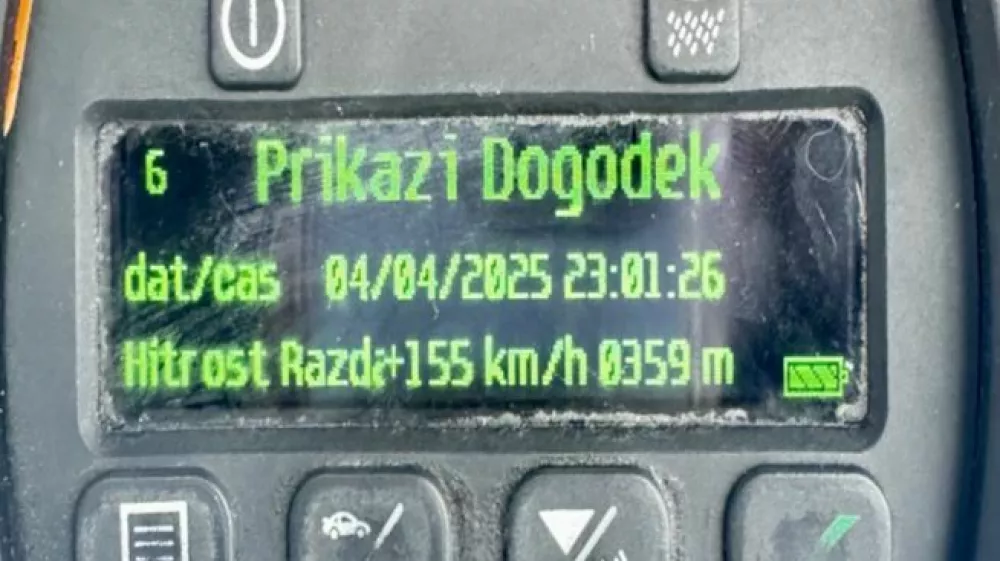 6 Prikazi Dogodek
dat/cas 04/04/2025 23:01:26
Hitrost Razda+155 km/h 0359 m